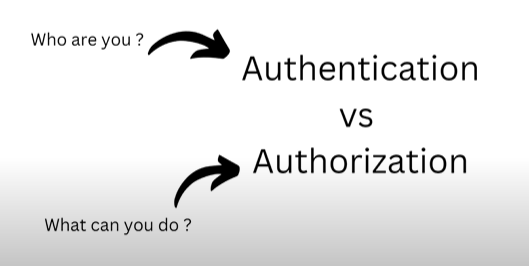 Who are you ?
Authentication
vs
Authorization
What can you do ?